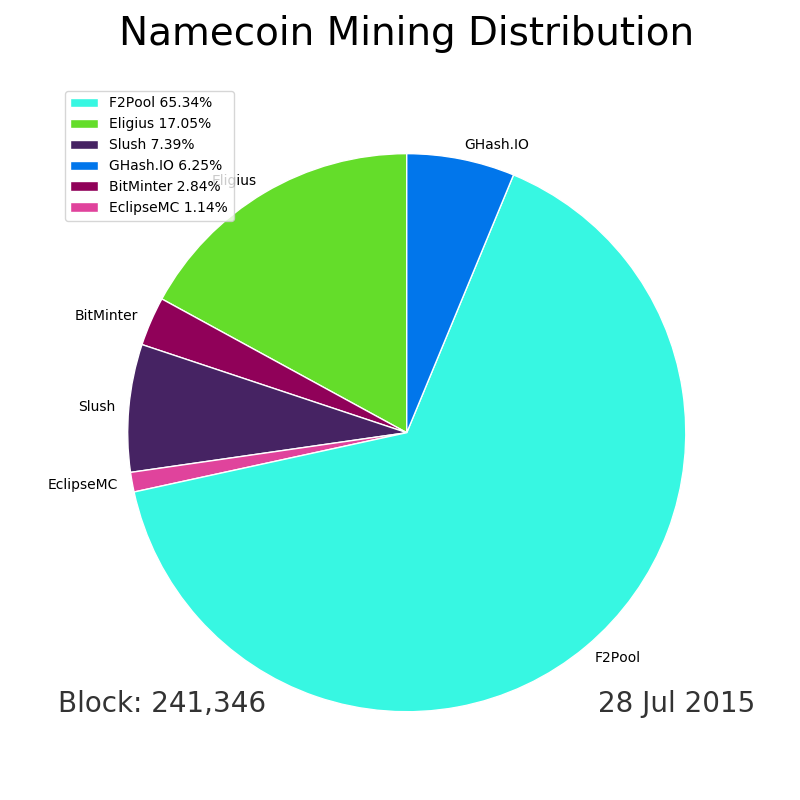 Namecoin Mining Distribution
F2Pool 65.34%
Eligius 17.05%
Slush 7.39%
GHash.IO 6.25%
BitMinter 2.84%
EclipseMC 1.14%
GHash.IO
Eligius
BitMinter
Slush
EclipseMC
F2Pool
Block: 241,346
28 Jul 2015